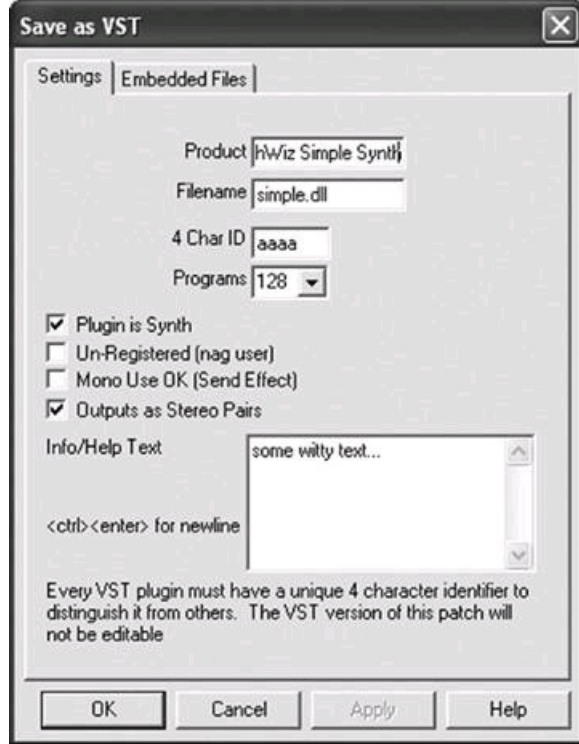 Save as VST
Settings
Embedded Files
Product hWiz Simple Synth
Filename simple.dll
4 Char ID aaaa
Programs 128
Plugin is Synth
Un-Registered (nag user)
Mono Use OK (Send Effect)
Outputs as Stereo Pairs
Info/Help Text
some witty text...
<ctrl><enter> for newline
Every VST plugin must have a unique 4 character identifier to
distinguish it from others.  The VST version of this patch will
not be editable
OK
Cancel
Apply
Help